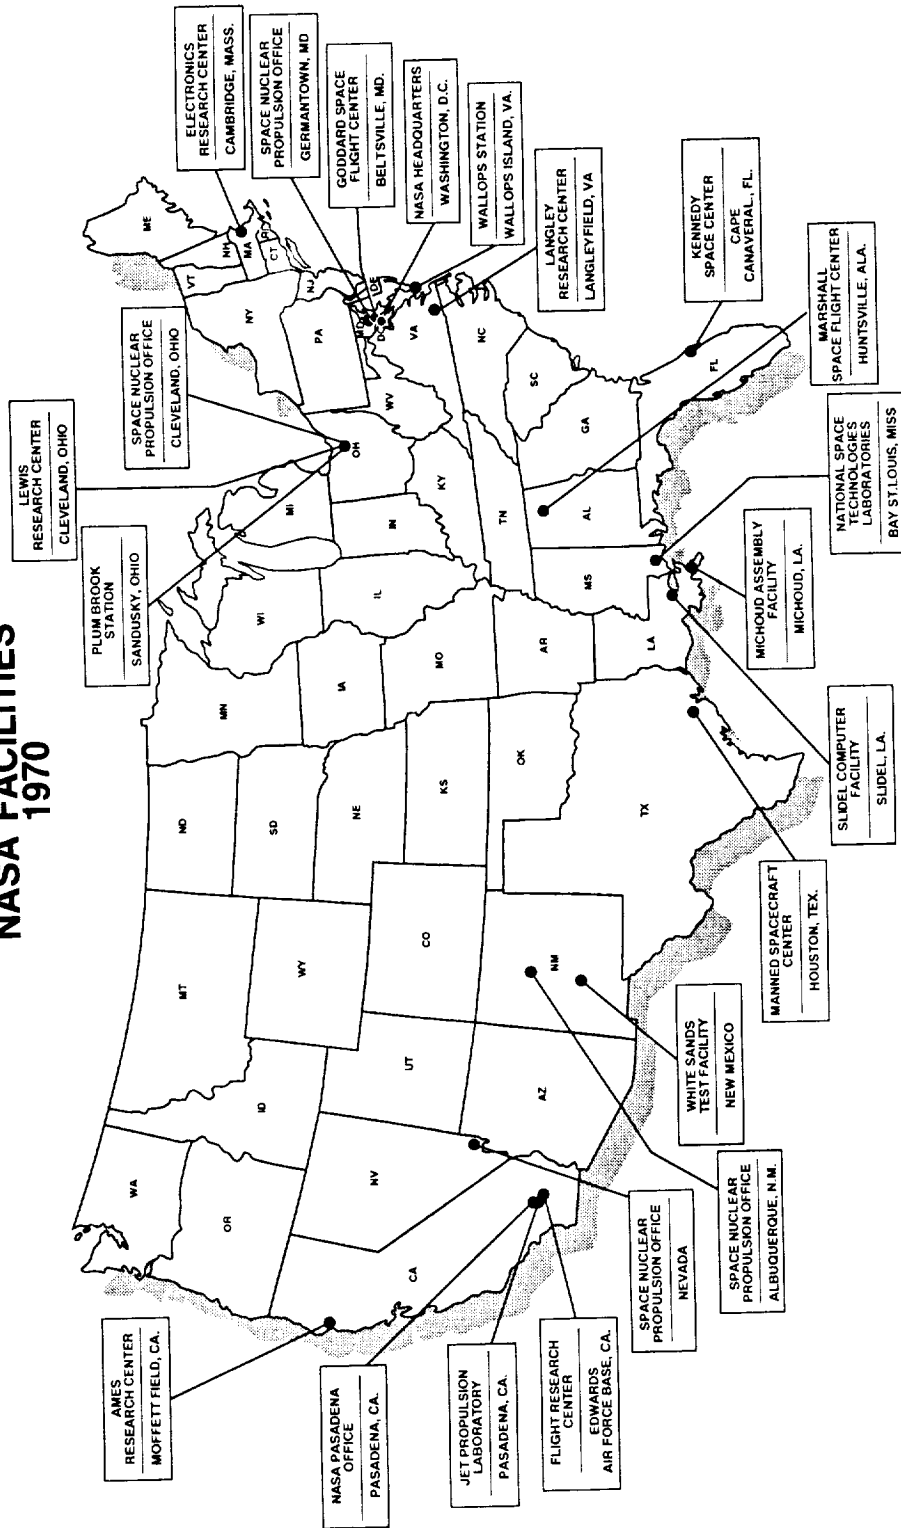 NASA FACILITIES
1970
AMES
RESEARCH CENTER
MOFFETT FIELD, CA.
NASA PASADENA
OFFICE
PASADENA, CA.
JET PROPULSION
LABORATORY
PASADENA, CA.
FLIGHT RESEARCH
CENTER
EDWARDS
AIR FORCE BASE, CA.
SPACE NUCLEAR
PROPULSION OFFICE
NEVADA
SPACE NUCLEAR
PROPULSION OFFICE
ALBUQUERQUE, N.M.
WHITE SANDS
TEST FACILITY
NEW MEXICO
MANNED SPACECRAFT
CENTER
HOUSTON, TEX.
SLIDEL COMPUTER
FACILITY
SLIDEL, LA.
MICHOUD ASSEMBLY
FACILITY
MICHOUD, LA.
NATIONAL SPACE
TECHNOLOGIES
LABORATORIES
BAY ST.LOUIS, MISS
MARSHALL
SPACE FLIGHT CENTER
HUNTSVILLE, ALA.
KENNEDY
SPACE CENTER
CAPE
CANAVERAL, FL.
LANGLEY
RESEARCH CENTER
LANGLEY FIELD, VA
WALLOPS STATION
WALLOPS ISLAND, VA.
NASA HEADQUARTERS
WASHINGTON, D.C.
GODDARD SPACE
FLIGHT CENTER
BELTSVILLE, MD.
SPACE NUCLEAR
PROPULSION OFFICE
GERMANTOWN, MD
ELECTRONICS
RESEARCH CENTER
CAMBRIDGE, MASS.
SPACE NUCLEAR
PROPULSION OFFICE
CLEVELAND, OHIO
LEWIS
RESEARCH CENTER
CLEVELAND, OHIO
PLUM BROOK
STATION
SANDUSKY, OHIO
WA
OR
CA
NV
ID
MT
WY
UT
AZ
CO
NM
ND
SD
NE
KS
OK
TX
MN
IA
MO
AR
LA
WI
IL
MI
IN
OH
KY
TN
MS
AL
GA
FL
SC
NC
VA
WV
PA
NY
VT
NH
ME
MA
RI
CT
NJ
DE
MD
DC